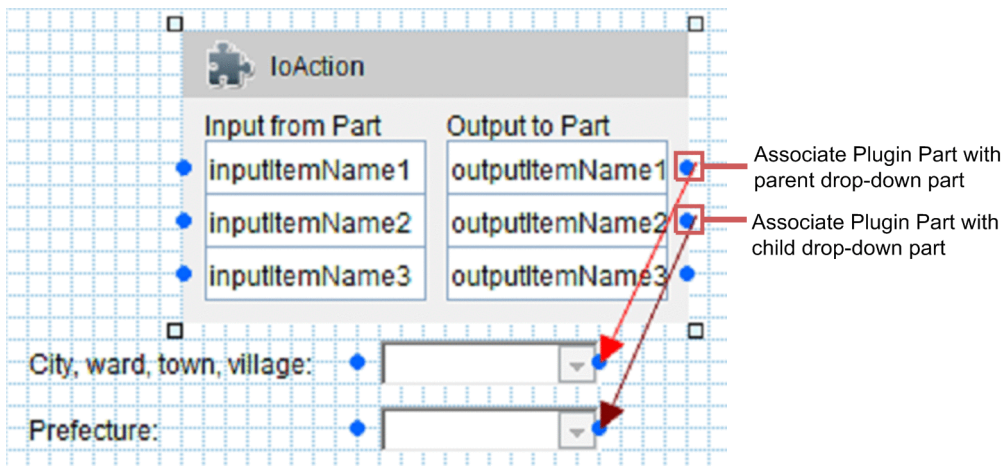 IoAction
Input from Part
Output to Part
inputItemName1
outputItemName1
inputItemName2
outputItemName2
inputItemName3
outputItemName3
Associate Plugin Part with
parent drop-down part
Associate Plugin Part with
child drop-down part
City, ward, town, village:
Prefecture: